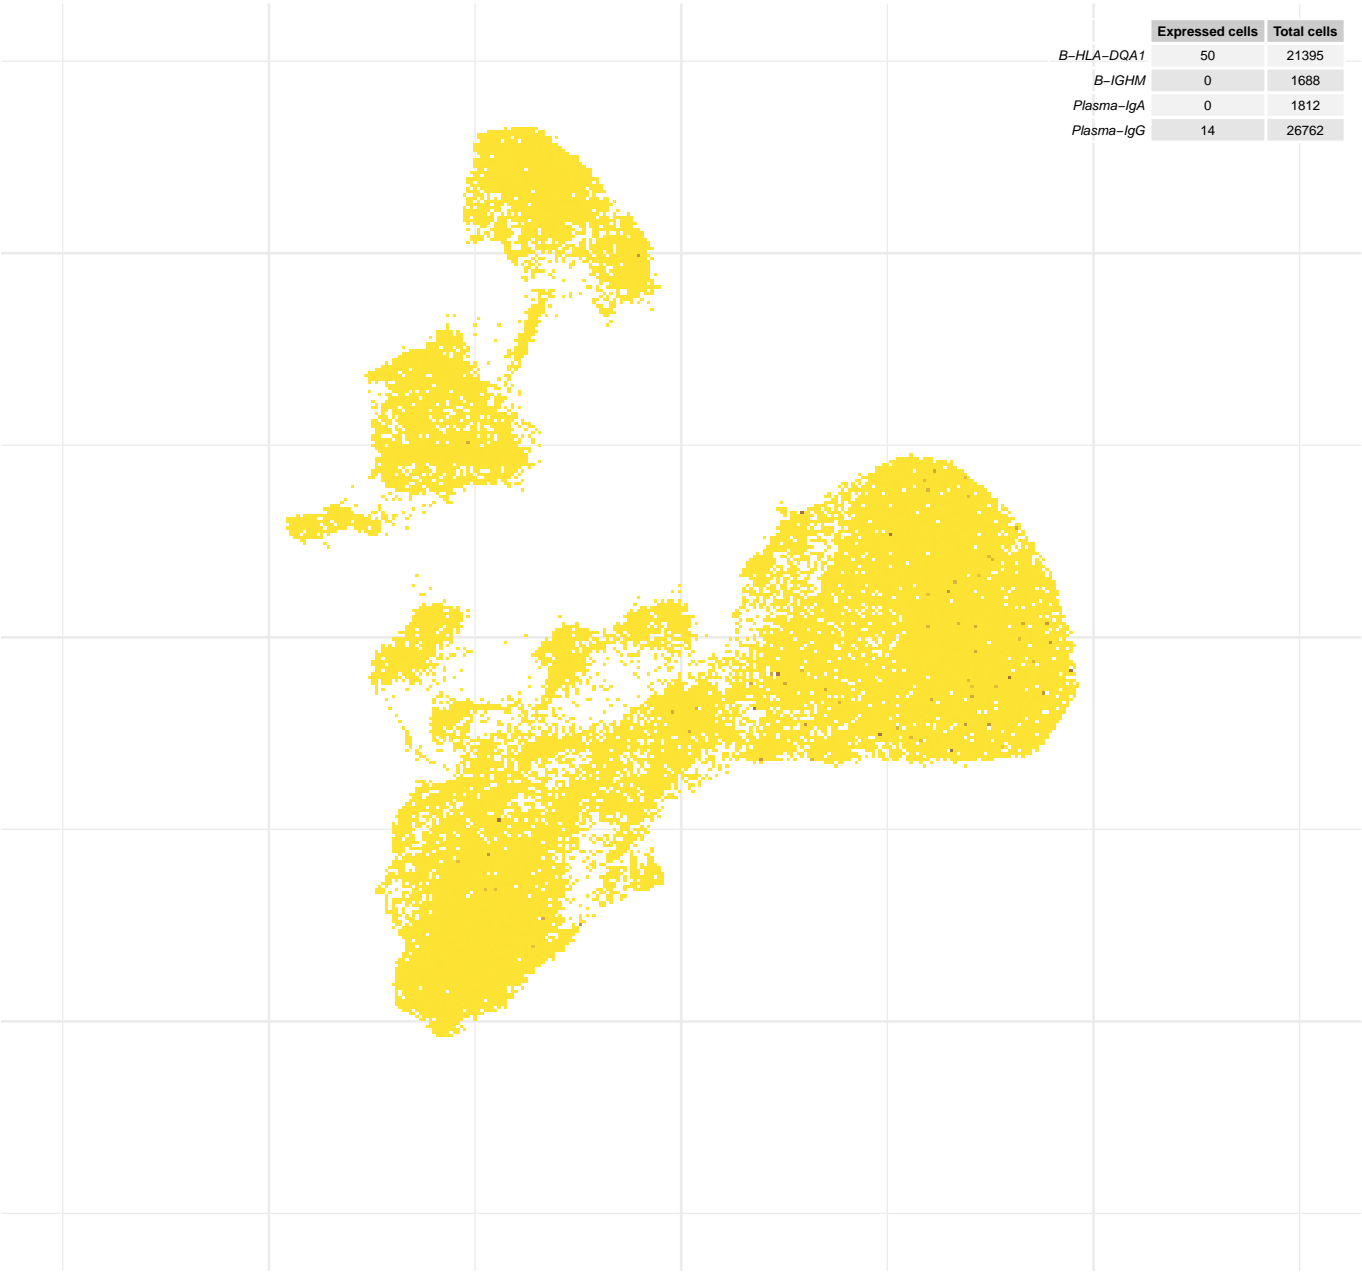 Expressed cells Total cells
B−HLA−DQA1 50 21395
B−IGHM 0 1688
Plasma−IgA 0 1812
Plasma−IgG 14 26762